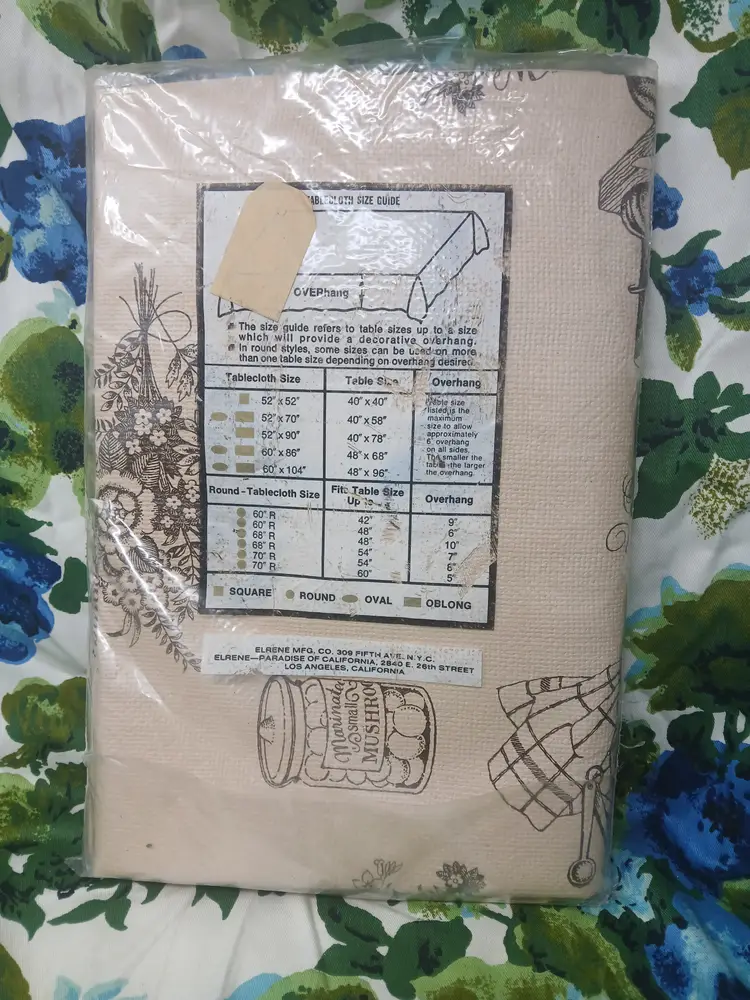 TABLECLOTH SIZE GUIDE
OVERhang
The size guide refers to table sizes up to a size
which will provide a decorative overhang.
In round styles, some sizes can be used on more
than one table size depending on overhang desired.
Tablecloth Size Table Size Overhang
52" x 52" 40" x 40"
52" x 70" 40" x 58"
52" x 90" 40" x 78"
60" x 86" 48" x 68"
60" x 104" 48" x 96"
Table size
listed is the
maximum
size to allow
approximately
6" overhang
on all sides.
The smaller the
table-the larger
the overhang.
Round-Tablecloth Size Fits Table Size Overhang
Up To
60" R 42" 9"
60" R 48" 6"
68" R 48" 10"
68" R 54" 7"
70" R 54" 8"
70" R 60" 5"
SQUARE ROUND OVAL OBLONG
ELRENE MFG. CO. 309 FIFTH AVE. N.Y.C.
ELRENE—PARADISE OF CALIFORNIA, 2840 E. 26th STREET
LOS ANGELES, CALIFORNIA
Marinade
small
MUSHRO